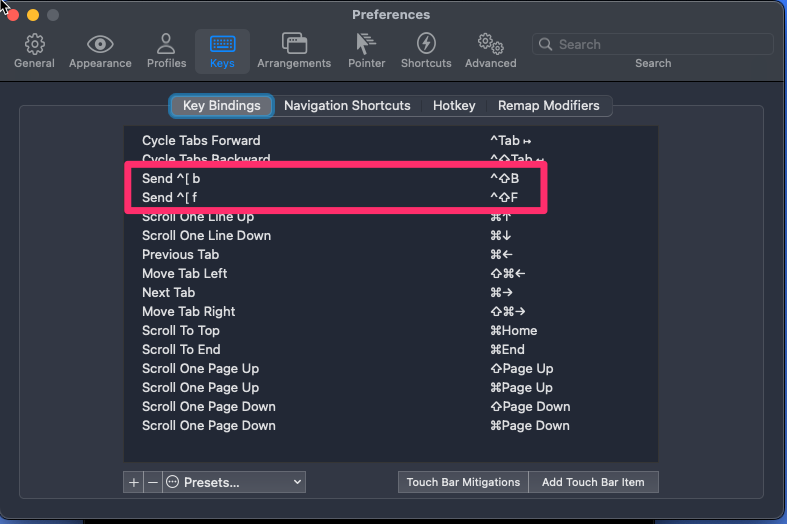 Preferences
General Appearance Profiles Keys Arrangements Pointer Shortcuts Advanced Search
Search
Key Bindings Navigation Shortcuts Hotkey Remap Modifiers
Cycle Tabs Forward ^Tab ↦
Cycle Tabs Backward ^⇧Tab ↩
Send ^[ b ^⇧B
Send ^[ f ^⇧F
Scroll One Line Up ⌘↑
Scroll One Line Down ⌘↓
Previous Tab ⌘←
Move Tab Left ⇧⌘←
Next Tab ⌘→
Move Tab Right ⇧⌘→
Scroll To Top ⌘Home
Scroll To End ⌘End
Scroll One Page Up ⇧Page Up
Scroll One Page Up ⌘Page Up
Scroll One Page Down ⇧Page Down
Scroll One Page Down ⌘Page Down
+ − Presets... Touch Bar Mitigations Add Touch Bar Item